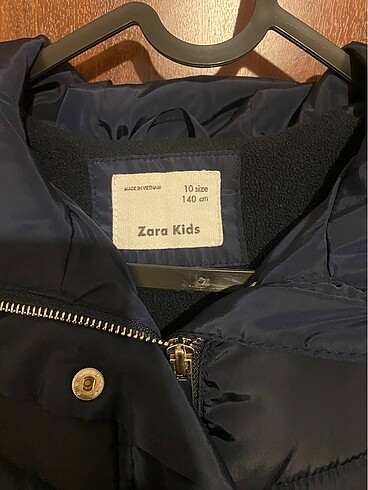 MADE IN VIETNAM
10 size
140 cm
Zara Kids